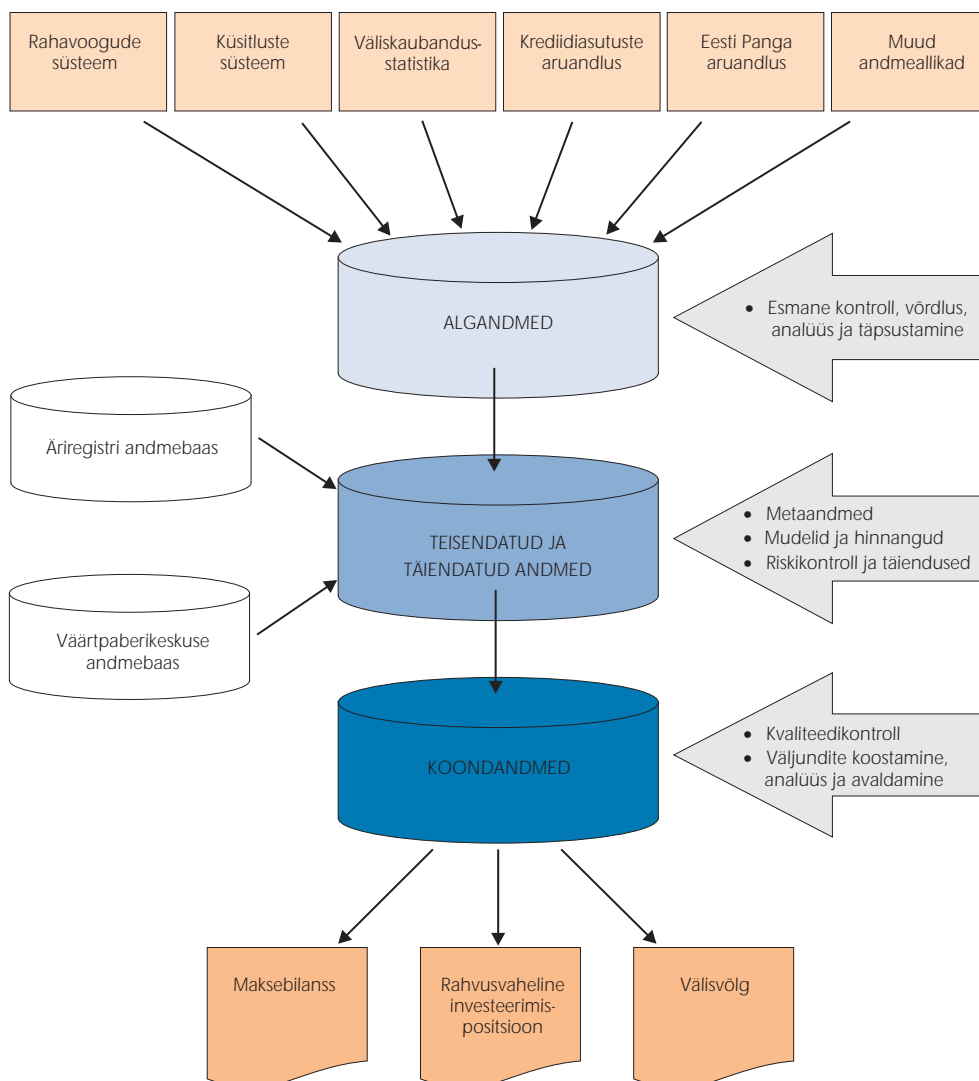 Rahavoogude
süsteem
Küsitluste
süsteem
Väliskaubandus-
statistika
Krediidiasutuste
aruandlus
Eesti Panga
aruandlus
Muud
andmeallikad
ALGANDMED
• Esmane kontroll, võrdlus,
analüüs ja täpsustamine
Äriregistri andmebaas
TEISENDATUD JA
TÄIENDATUD ANDMED
• Metaandmed
• Mudelid ja hinnangud
• Riskikontroll ja täiendused
Väärtpaberikeskuse
andmebaas
KOONDANDMED
• Kvaliteedikontroll
• Väljundite koostamine,
analüüs ja avaldamine
Maksebilanss
Rahvusvaheline
investeerimis-
positsioon
Välisvõlg